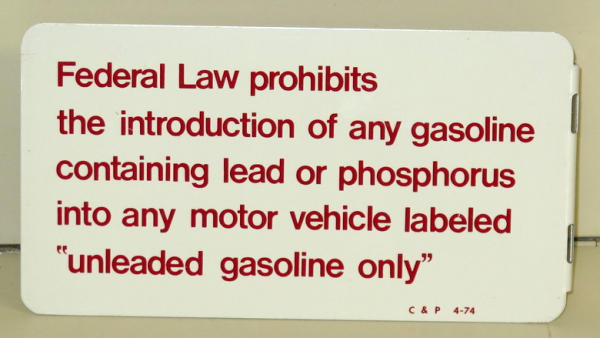 Federal Law prohibits
the introduction of any gasoline
containing lead or phosphorus
into any motor vehicle labeled
"unleaded gasoline only"
C & P 4-74